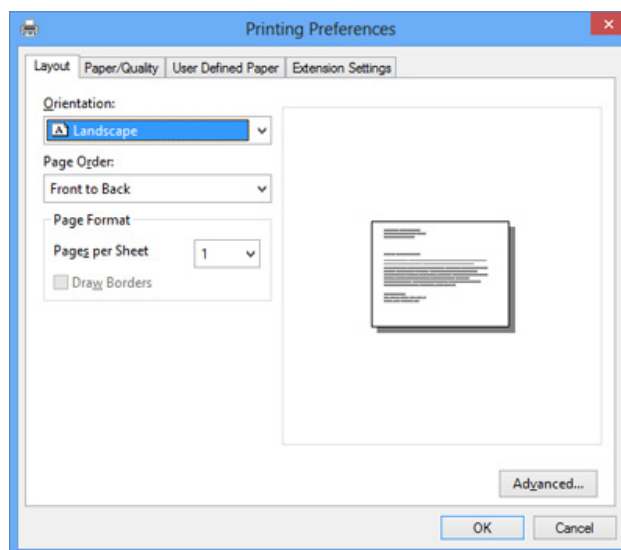 Printing Preferences
Layout Paper/Quality User Defined Paper Extension Settings
Orientation:
A Landscape
Page Order:
Front to Back
Page Format
Pages per Sheet 1
Draw Borders
Advanced...
OK Cancel